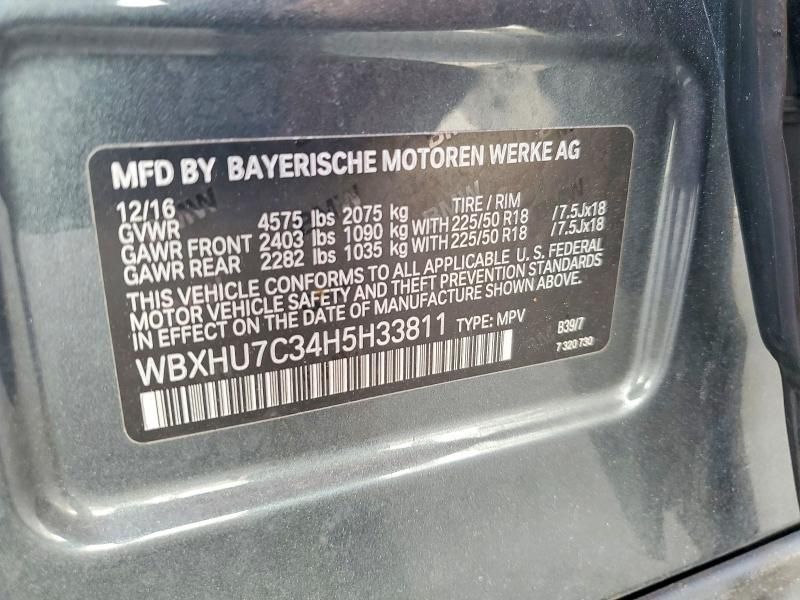 MFD BY BAYERISCHE MOTOREN WERKE AG
12/16 TIRE / RIM
GVWR 4575 lbs 2075 kg
GAWR FRONT 2403 lbs 1090 kg WITH 225/50 R18 / 7.5Jx18
GAWR REAR 2282 lbs 1035 kg WITH 225/50 R18 / 7.5Jx18
THIS VEHICLE CONFORMS TO ALL APPLICABLE U. S. FEDERAL
MOTOR VEHICLE SAFETY AND THEFT PREVENTION STANDARDS
IN EFFECT ON THE DATE OF MANUFACTURE SHOWN ABOVE.
WBXHU7C34H5H33811 TYPE: MPV B39/7
7 320 730